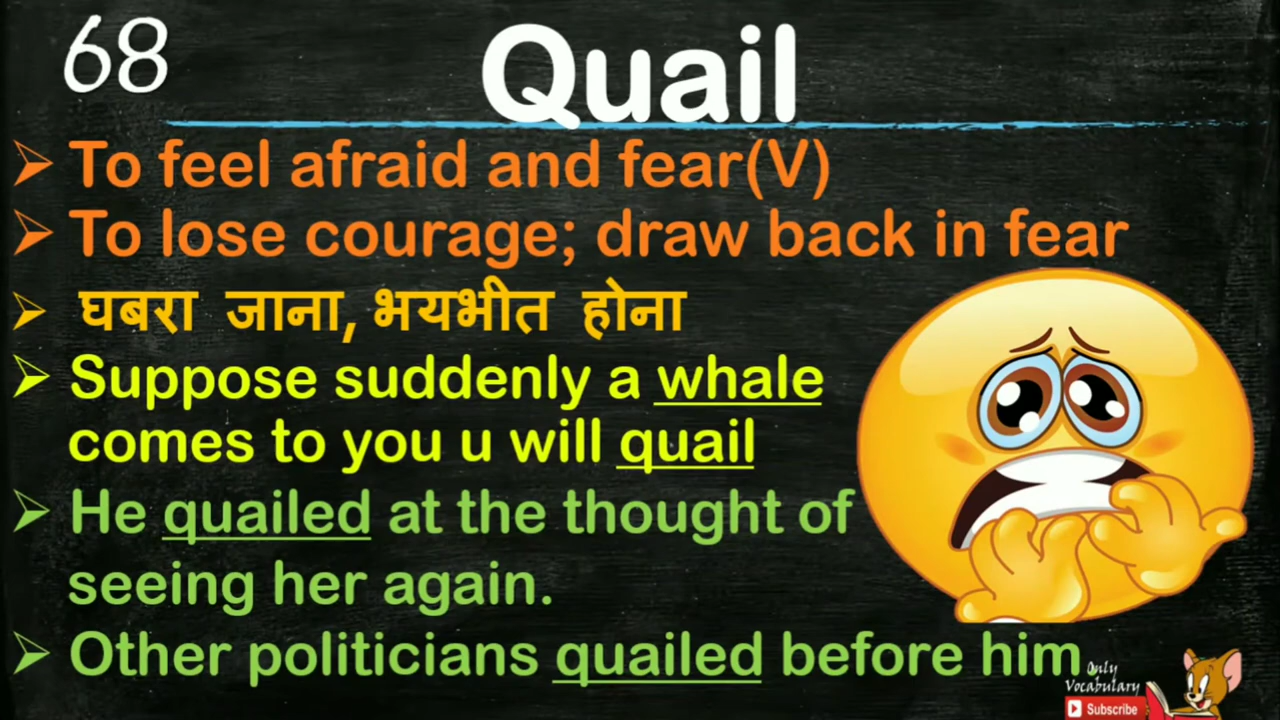 68
Quail
➢ To feel afraid and fear(V)
➢ To lose courage; draw back in fear
➢ घबरा जाना, भयभीत होना
➢ Suppose suddenly a whale
comes to you u will quail
➢ He quailed at the thought of
seeing her again.
➢ Other politicians quailed before him.
Only
Vocabulary
Subscribe